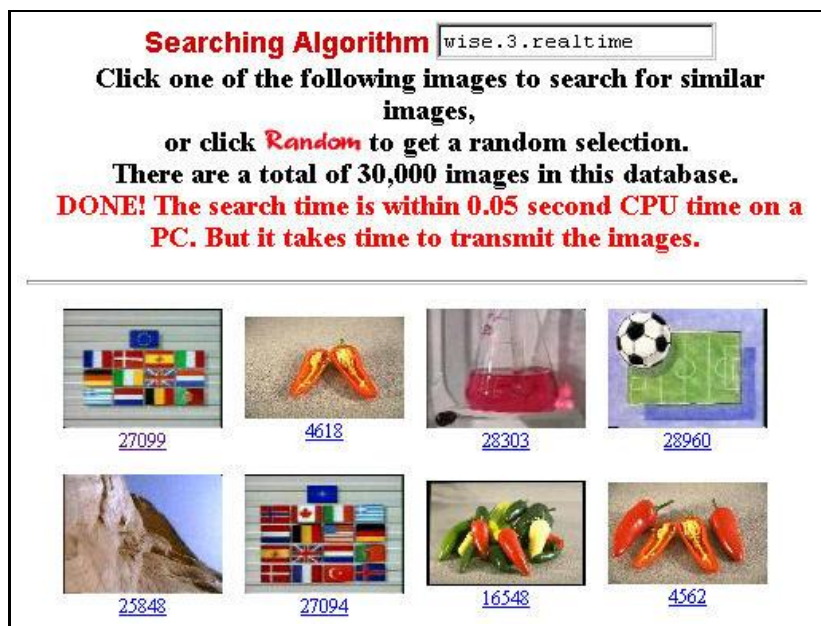 Searching Algorithm wise.3.realtime
Click one of the following images to search for similar
images,
or click Random to get a random selection.
There are a total of 30,000 images in this database.
DONE! The search time is within 0.05 second CPU time on a
PC. But it takes time to transmit the images.
27099 4618 28303 28960
25848 27094 16548 4562